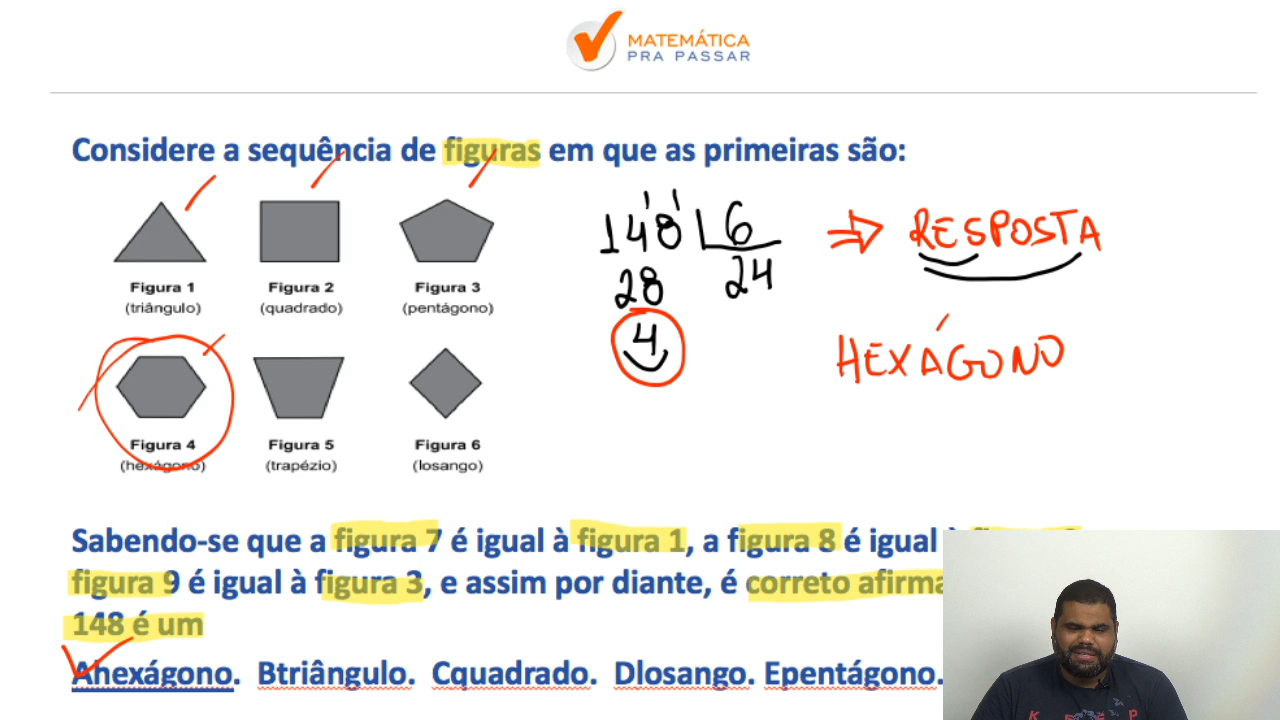 MATEMÁTICA
PRA PASSAR
Considere a sequência de figuras em que as primeiras são:
Figura 1 Figura 2 Figura 3
(triângulo) (quadrado) (pentágono)
148 6 ⇒ RESPOSTA
28 24
4
HEXÁGONO
Figura 4 Figura 5 Figura 6
(hexágono) (trapézio) (losango)
Sabendo-se que a figura 7 é igual à figura 1, a figura 8 é igual
figura 9 é igual à figura 3, e assim por diante, é correto afirma
148 é um
Ahexágono. Btriângulo. Cquadrado. Dlosango. Epentágono.